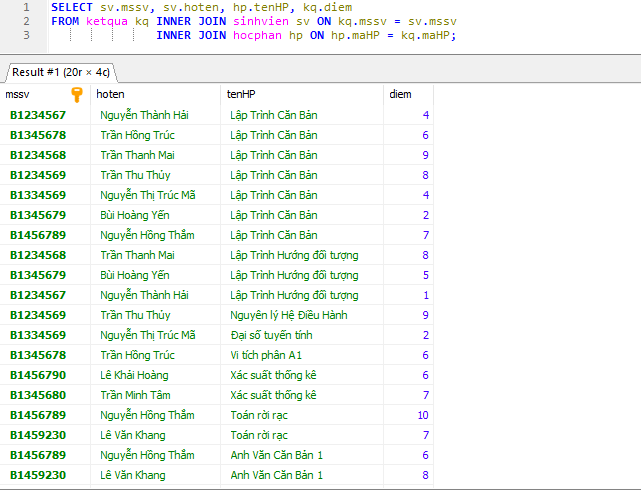 1 SELECT sv.mssv, sv.hoten, hp.tenHP, kq.diem
2 FROM ketqua kq INNER JOIN sinhvien sv ON kq.mssv = sv.mssv
3 INNER JOIN hocphan hp ON hp.maHP = kq.maHP;
Result #1 (20r × 4c)
mssv hoten tenHP diem
B1234567 Nguyễn Thành Hải Lập Trình Căn Bản 4
B1345678 Trần Hồng Trúc Lập Trình Căn Bản 6
B1234568 Trần Thanh Mai Lập Trình Căn Bản 9
B1234569 Trần Thu Thủy Lập Trình Căn Bản 8
B1334569 Nguyễn Thị Trúc Mã Lập Trình Căn Bản 4
B1345679 Bùi Hoàng Yến Lập Trình Căn Bản 2
B1456789 Nguyễn Hồng Thắm Lập Trình Căn Bản 7
B1234568 Trần Thanh Mai Lập Trình Hướng đối tượng 8
B1345679 Bùi Hoàng Yến Lập Trình Hướng đối tượng 5
B1234567 Nguyễn Thành Hải Lập Trình Hướng đối tượng 1
B1234569 Trần Thu Thủy Nguyên lý Hệ Điều Hành 9
B1334569 Nguyễn Thị Trúc Mã Đại số tuyến tính 2
B1345678 Trần Hồng Trúc Vi tích phân A1 6
B1456790 Lê Khải Hoàng Xác suất thống kê 6
B1345680 Trần Minh Tâm Xác suất thống kê 7
B1456789 Nguyễn Hồng Thắm Toán rời rạc 10
B1459230 Lê Văn Khang Toán rời rạc 7
B1456789 Nguyễn Hồng Thắm Anh Văn Căn Bản 1 6
B1459230 Lê Văn Khang Anh Văn Căn Bản 1 8